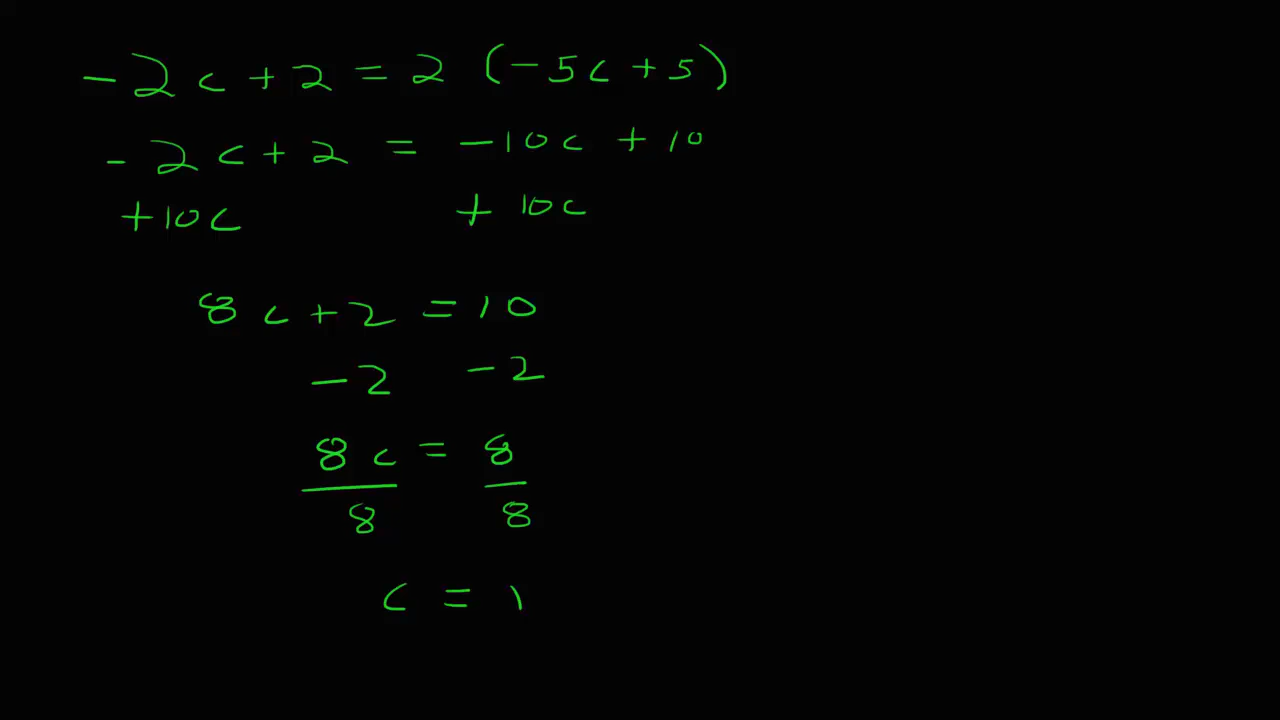 -2c+2=2(-5c+5)
-2c+2 = -10c+10
+10c +10c
8c+2=10
-2 -2
8c = 8
8 8
c = 1